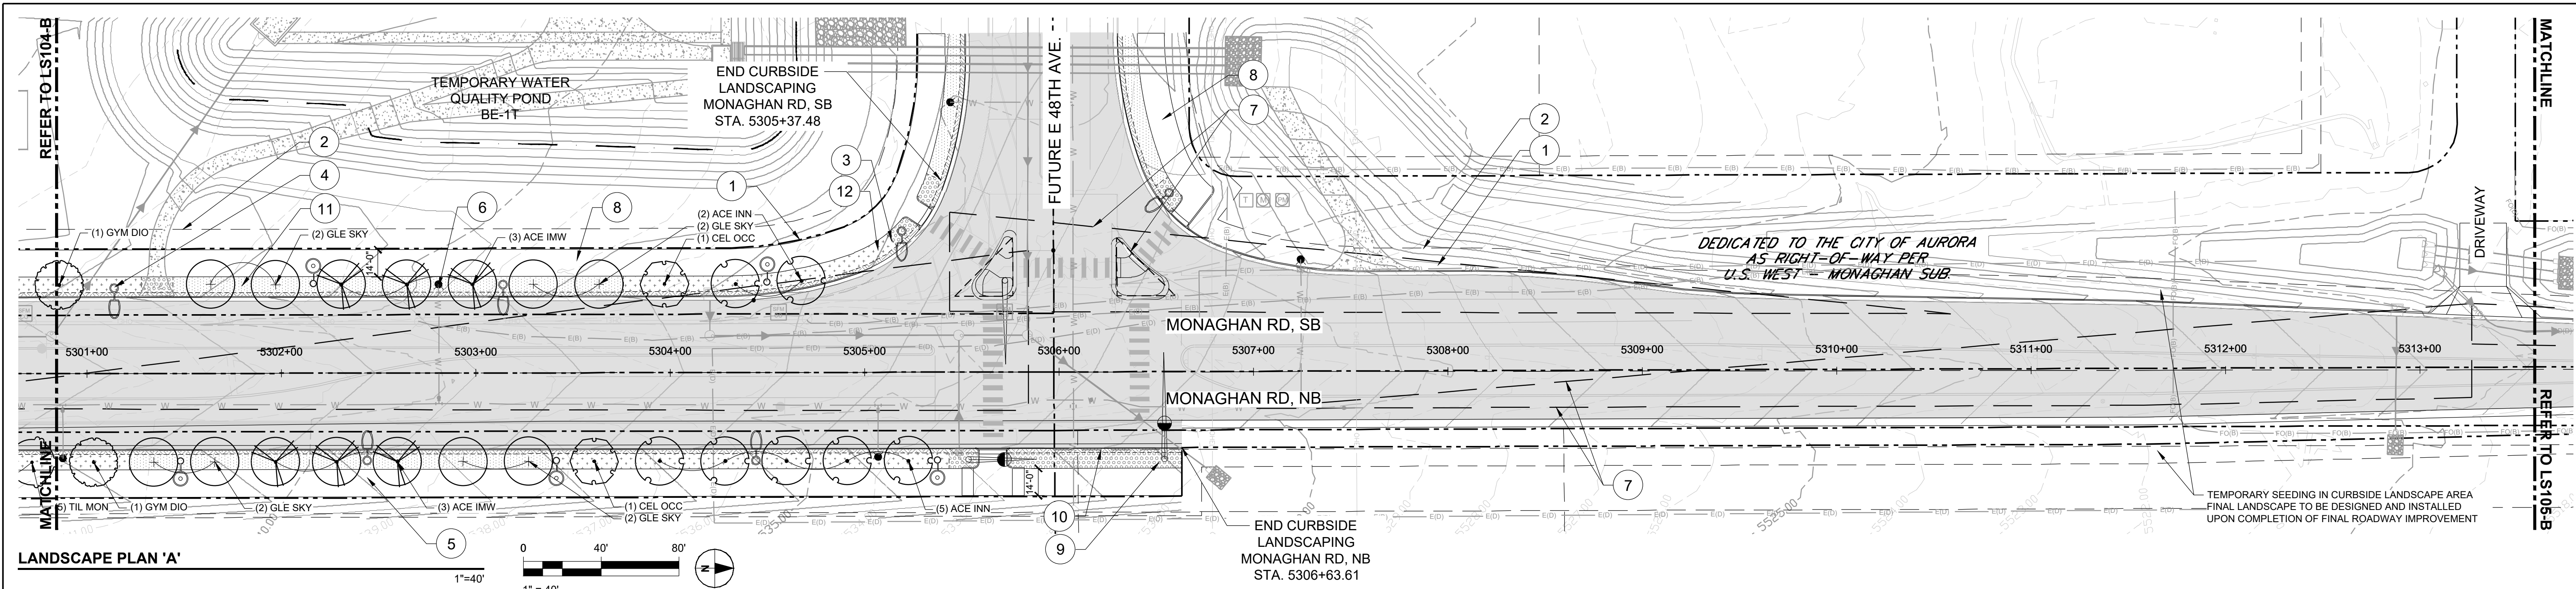 REFER TO LS104-B
MATCHLINE
TEMPORARY WATER
QUALITY POND
BE-1T
END CURBSIDE
LANDSCAPING
MONAGHAN RD, SB
STA. 5305+37.48
FUTURE E 48TH AVE.
8
7
2
1
2
4
11
6
8
1
3
12
(1) GYM DIO
(2) GLE SKY
14'-0"
(3) ACE IMW
(2) ACE INN
(2) GLE SKY
(1) CEL OCC
T
M
PM
DEDICATED TO THE CITY OF AURORA
AS RIGHT-OF-WAY PER
U.S. WEST - MONAGHAN SUB.
DRIVEWAY
MATCHLINE
REFER TO LS105-B
MONAGHAN RD, SB
5301+00
5302+00
5303+00
5304+00
5305+00
5306+00
5307+00
5308+00
5309+00
5310+00
5311+00
5312+00
5313+00
MONAGHAN RD, NB
E(B)
E(D)
FO(B)
W
5) TIL MON
(1) GYM DIO
(2) GLE SKY
(3) ACE IMW
(1) CEL OCC
(2) GLE SKY
(5) ACE INN
14'-0"
10
9
5
7
END CURBSIDE
LANDSCAPING
MONAGHAN RD, NB
STA. 5306+63.61
5525.00
TEMPORARY SEEDING IN CURBSIDE LANDSCAPE AREA
FINAL LANDSCAPE TO BE DESIGNED AND INSTALLED
UPON COMPLETION OF FINAL ROADWAY IMPROVEMENT
LANDSCAPE PLAN 'A'
1"=40'
0
40'
80'
1" = 40'
N